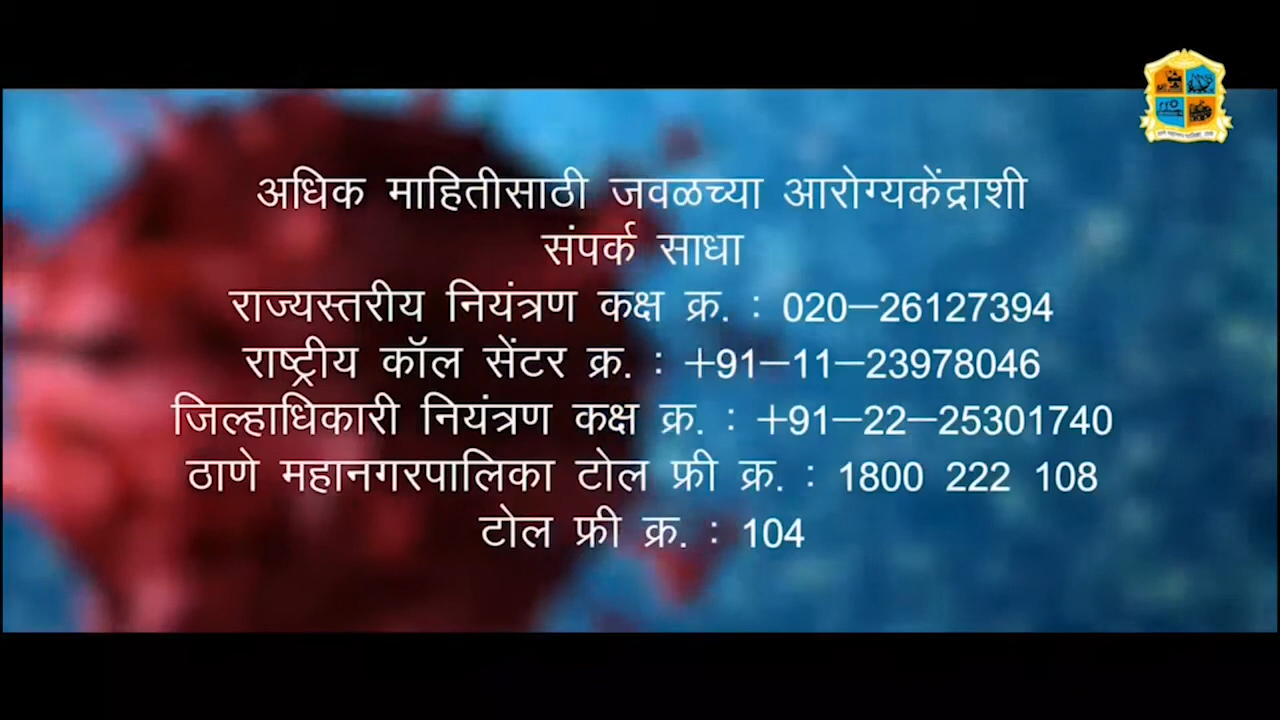 अधिक माहितीसाठी जवळच्या आरोग्यकेंद्राशी
संपर्क साधा
राज्यस्तरीय नियंत्रण कक्ष क्र. : 020–26127394
राष्ट्रीय कॉल सेंटर क्र. : +91–11–23978046
जिल्हाधिकारी नियंत्रण कक्ष क्र. : +91–22–25301740
ठाणे महानगरपालिका टोल फ्री क्र. : 1800 222 108
टोल फ्री क्र. : 104